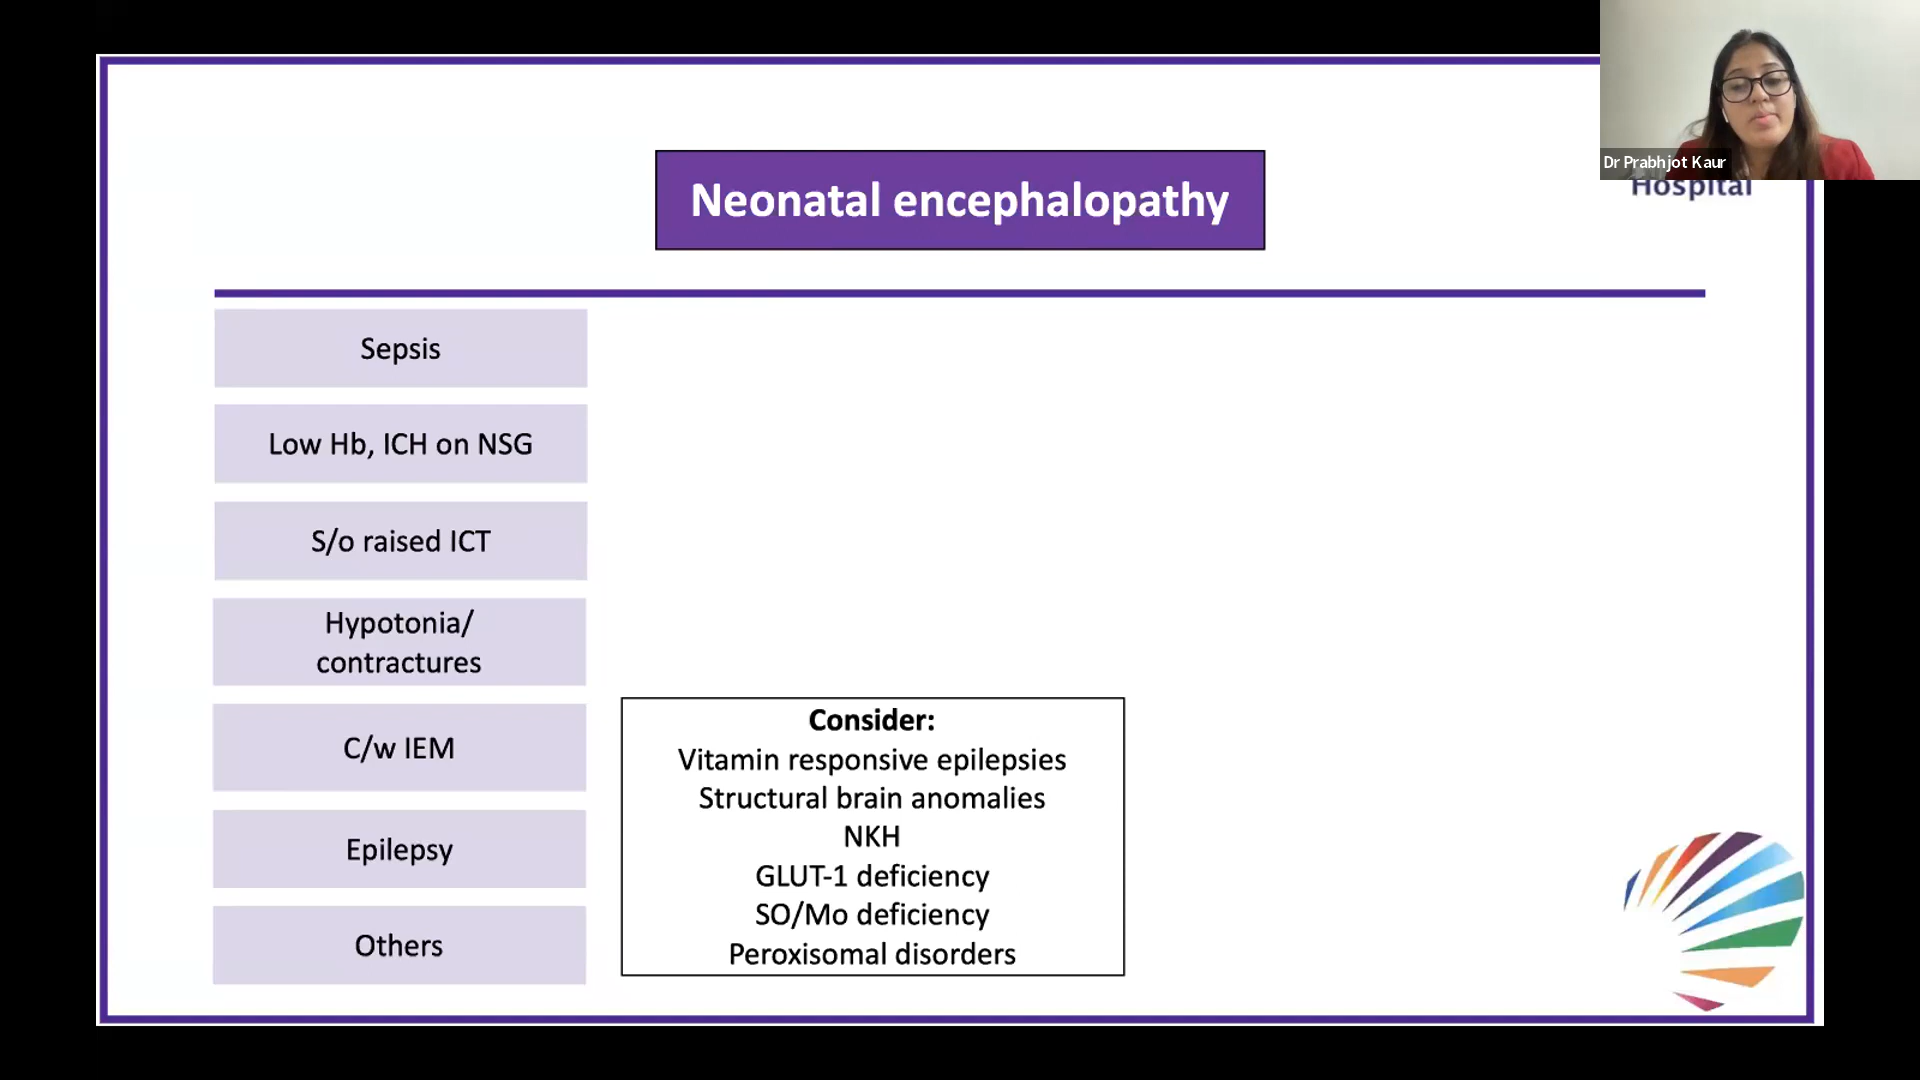 Dr Prabhjot Kaur
Hospital
Neonatal encephalopathy
Sepsis
Low Hb, ICH on NSG
S/o raised ICT
Hypotonia/
contractures
C/w IEM
Epilepsy
Others
Consider:
Vitamin responsive epilepsies
Structural brain anomalies
NKH
GLUT-1 deficiency
SO/Mo deficiency
Peroxisomal disorders